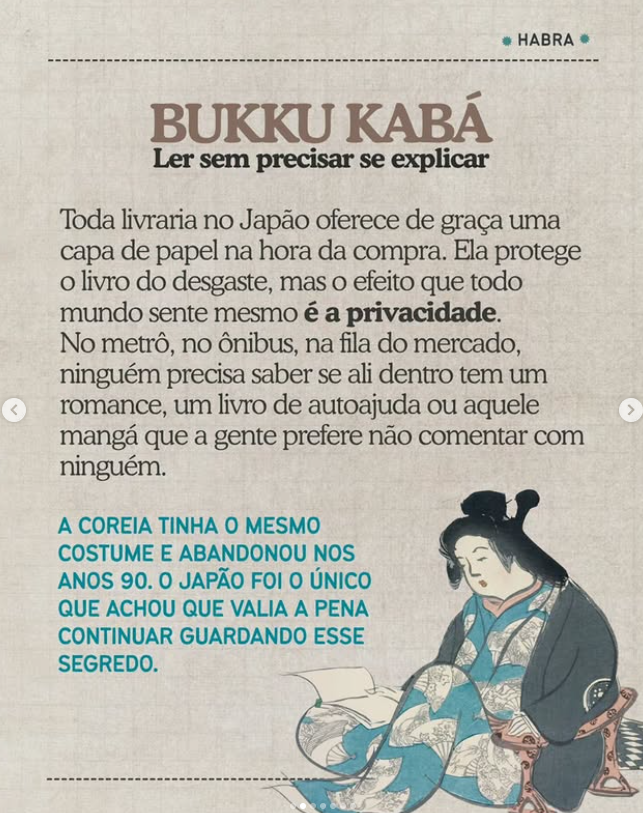 HABRA
BUKKU KABÁ
Ler sem precisar se explicar
Toda livraria no Japão oferece de graça uma
capa de papel na hora da compra. Ela protege
o livro do desgaste, mas o efeito que todo
mundo sente mesmo é a privacidade.
No metrô, no ônibus, na fila do mercado,
ninguém precisa saber se ali dentro tem um
romance, um livro de autoajuda ou aquele
mangá que a gente prefere não comentar com
ninguém.
A COREIA TINHA O MESMO
COSTUME E ABANDONOU NOS
ANOS 90. O JAPÃO FOI O ÚNICO
QUE ACHOU QUE VALIA A PENA
CONTINUAR GUARDANDO ESSE
SEGREDO.